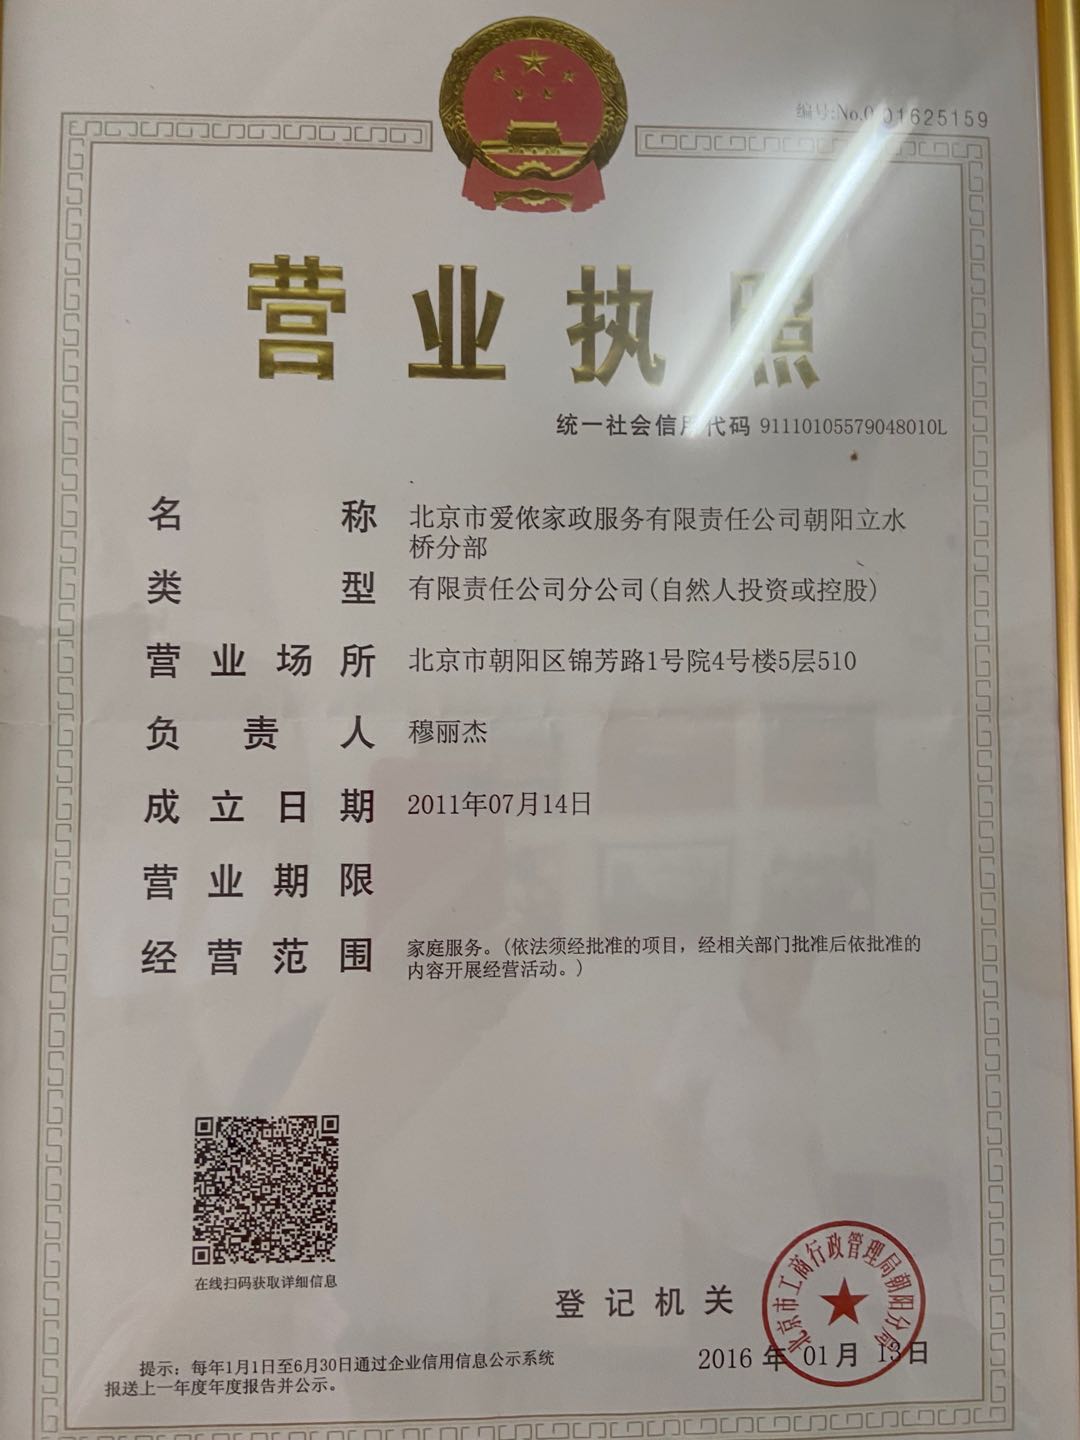 编号:No.0 01625159
营业执照
统一社会信用代码 91110105579048010L
名称 北京市爱侬家政服务有限责任公司朝阳立水
桥分部
类型 有限责任公司分公司(自然人投资或控股)
营业场所 北京市朝阳区锦芳路1号院4号楼5层510
负责人 穆丽杰
成立日期 2011年07月14日
营业期限
经营范围 家庭服务。(依法须经批准的项目，经相关部门批准后依批准的
内容开展经营活动。)
在线扫码获取详细信息
登记机关
北京市工商行政管理局朝阳分局
2016年01月13日
提示：每年1月1日至6月30日通过企业信用信息公示系统
报送上一年度年度报告并公示。